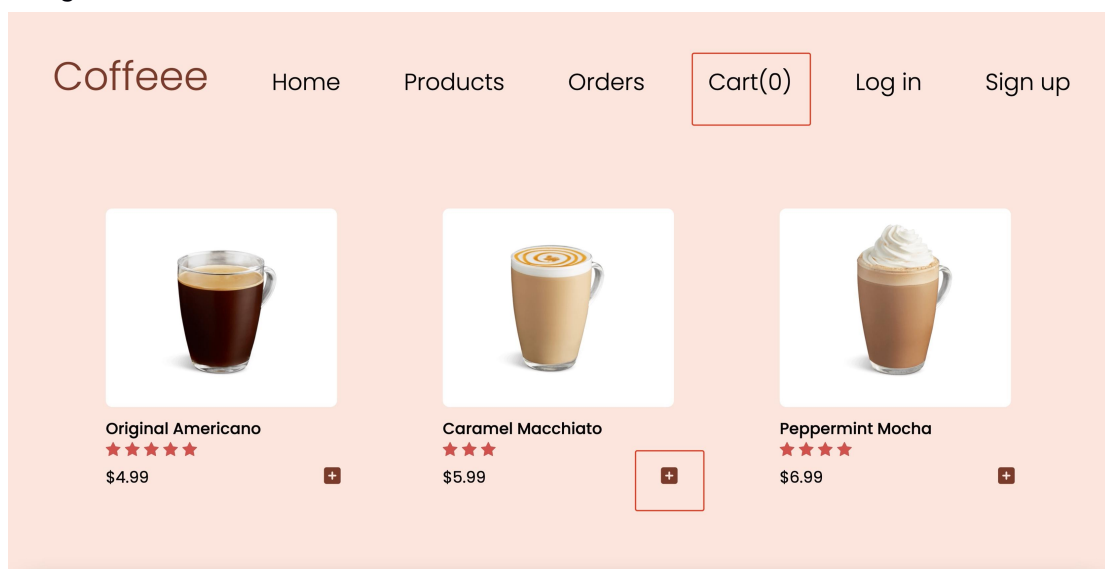 Coffeee Home Products Orders Cart(0) Log in Sign up
Original Americano
$4.99
Caramel Macchiato
$5.99
Peppermint Mocha
$6.99